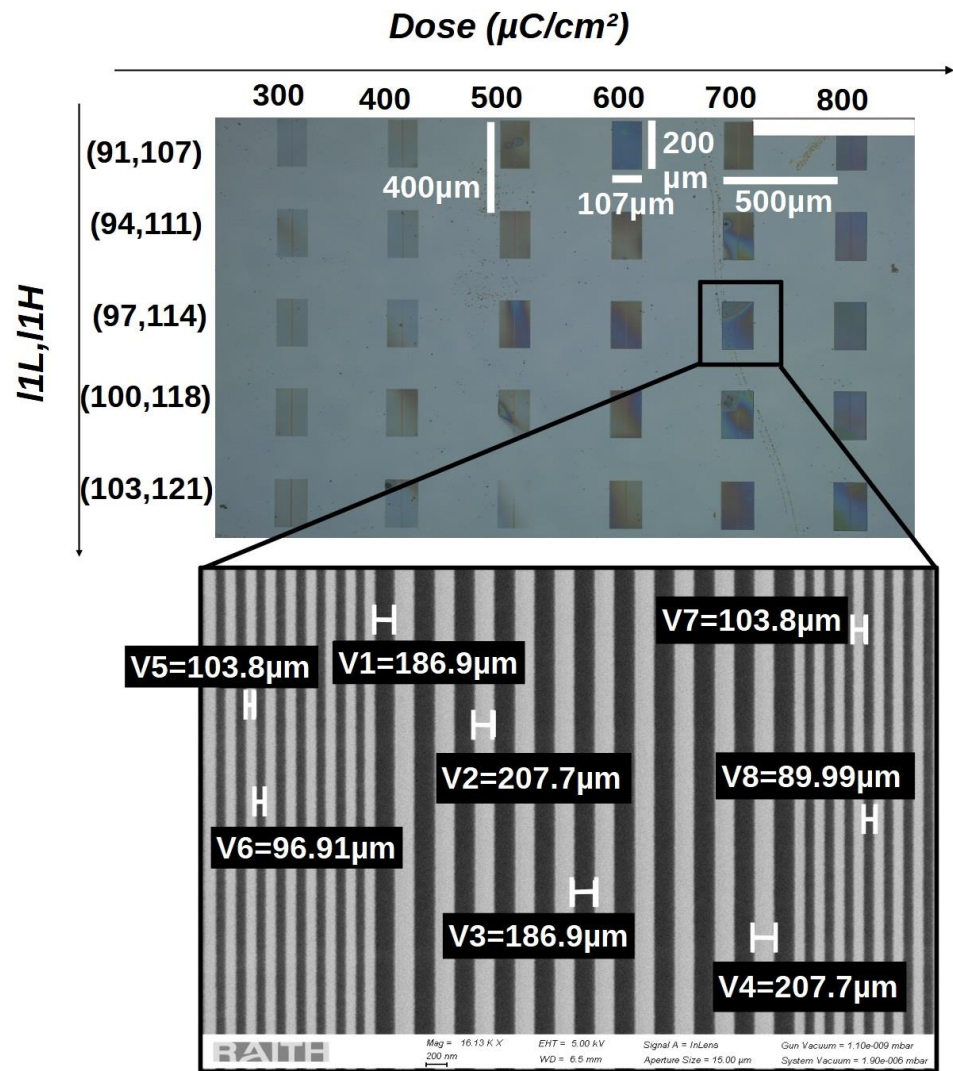 Dose (µC/cm²)
300 400 500 600 700 800
l1L,l1H
(91,107)
(94,111)
(97,114)
(100,118)
(103,121)
400µm
200
µm
107µm
500µm
V7=103.8µm
V5=103.8µm
V1=186.9µm
V2=207.7µm
V8=89.99µm
V6=96.91µm
V3=186.9µm
V4=207.7µm
RAITH
Mag = 16.13 K X EHT = 5.00 kV Signal A = InLens Gun Vacuum = 1.10e-009 mbar
200 nm WD = 6.5 mm Aperture Size = 15.00 µm System Vacuum = 1.90e-006 mbar